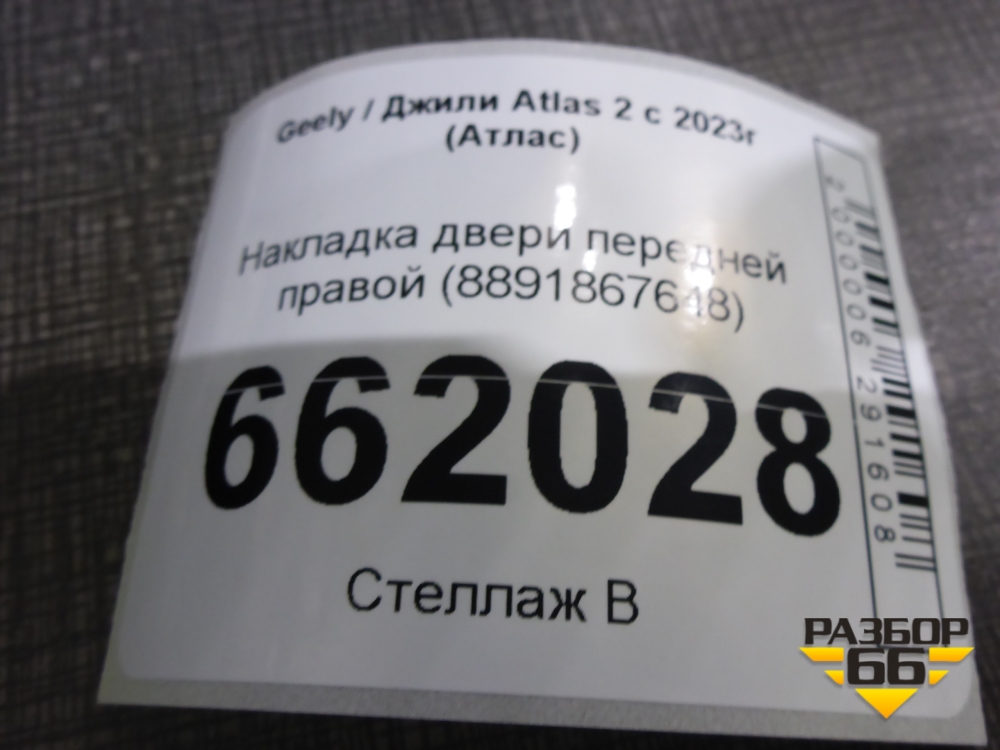 Geely / Джили Atlas 2 с 2023г
(Атлас)
Накладка двери передней
правой (8891867648)
662028
Стеллаж В
2000006291608
РАЗБОР
66